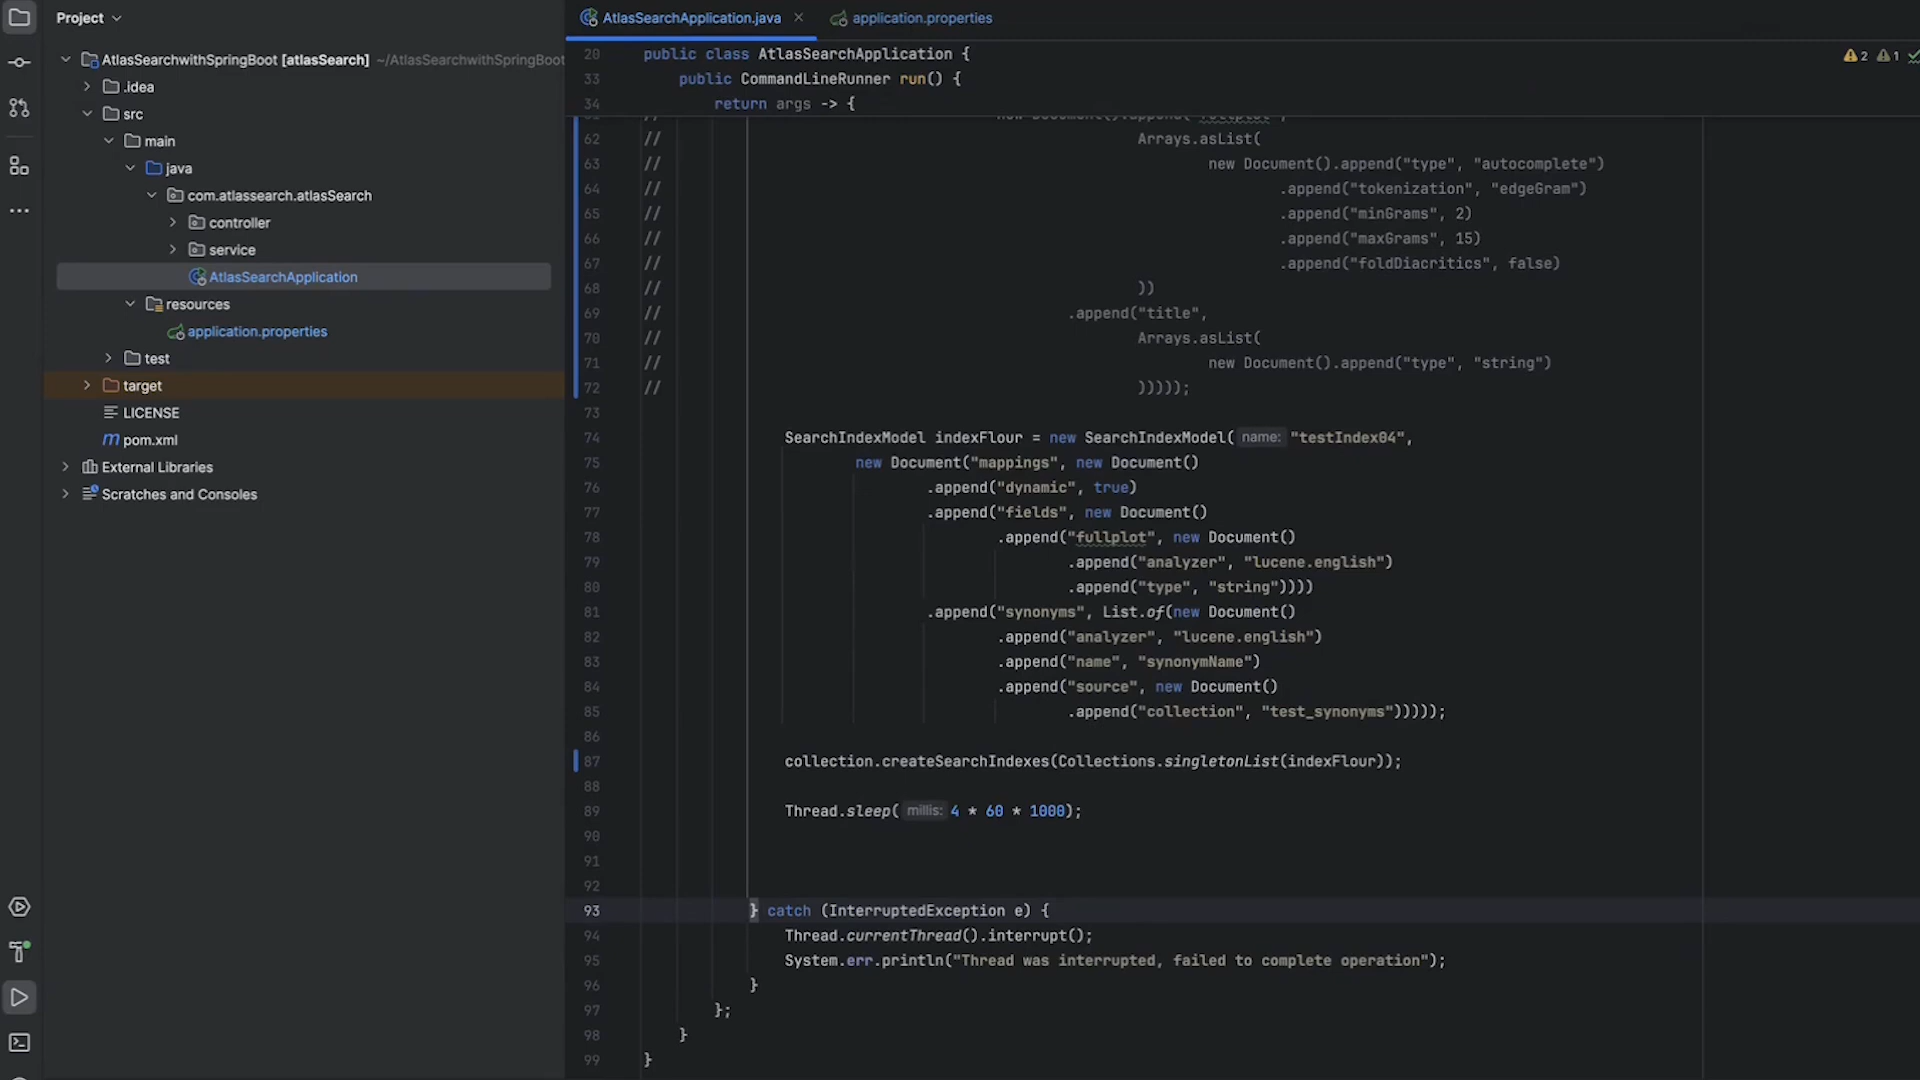 Project
AtlasSearchwithSpringBoot [atlasSearch] ~/AtlasSearchwithSpringBoot
.idea
src
main
java
com.atlassearch.atlasSearch
controller
service
AtlasSearchApplication
resources
application.properties
test
target
LICENSE
pom.xml
External Libraries
Scratches and Consoles
AtlasSearchApplication.java
application.properties
2 1
20 public class AtlasSearchApplication {
33 public CommandLineRunner run() {
34 return args -> {
62 // Arrays.asList(
63 // new Document().append("type", "autocomplete")
64 // .append("tokenization", "edgeGram")
65 // .append("minGrams", 2)
66 // .append("maxGrams", 15)
67 // .append("foldDiacritics", false)
68 // ))
69 // .append("title",
70 // Arrays.asList(
71 // new Document().append("type", "string")
72 // )))));
73
74 SearchIndexModel indexFlour = new SearchIndexModel( name: "testIndex04",
75 new Document("mappings", new Document()
76 .append("dynamic", true)
77 .append("fields", new Document()
78 .append("fullplot", new Document()
79 .append("analyzer", "lucene.english")
80 .append("type", "string"))))
81 .append("synonyms", List.of(new Document()
82 .append("analyzer", "lucene.english")
83 .append("name", "synonymName")
84 .append("source", new Document()
85 .append("collection", "test_synonyms")))));
86
87 collection.createSearchIndexes(Collections.singletonList(indexFlour));
88
89 Thread.sleep( millis: 4 * 60 * 1000);
90
91
92
93 } catch (InterruptedException e) {
94 Thread.currentThread().interrupt();
95 System.err.println("Thread was interrupted, failed to complete operation");
96 }
97 };
98 }
99 }